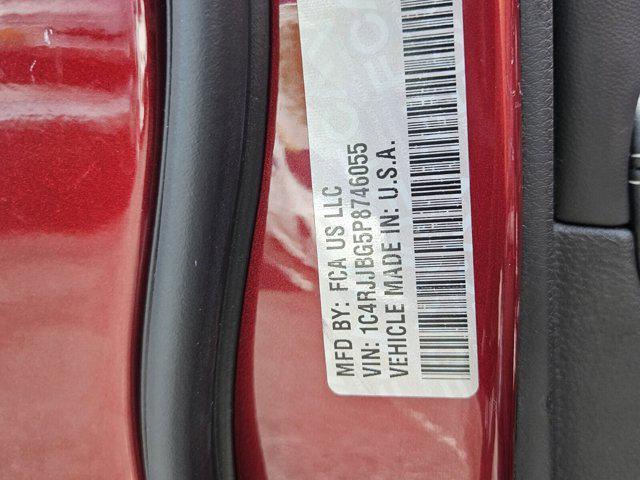 MFD BY: FCA US LLC
VIN: 1C4RJJBG5P8746055
VEHICLE MADE IN: U.S.A.